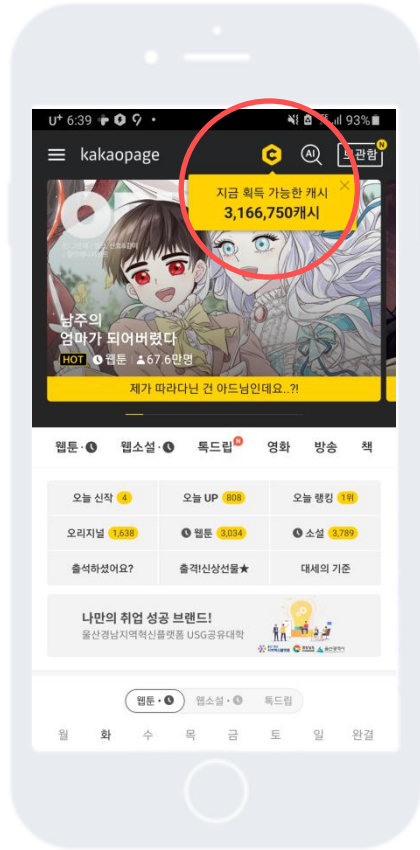 U+ 6:39
93%
kakaopage
AI
보관함
N
지금 획득 가능한 캐시
3,166,750캐시
남주의
엄마가 되어버렸다
HOT 웹툰 67.6만명
제가 따라다닌 건 아드님인데요..?!
웹툰· 웹소설· 톡드립 N 영화 방송 책
오늘 신작 4 오늘 UP 808 오늘 랭킹 1위
오리지널 1,638 웹툰 3,034 소설 3,789
출석하셨어요? 출격!신상선물★ 대세의 기준
나만의 취업 성공 브랜드!
울산경남지역혁신플랫폼 USG공유대학
웹툰· 웹소설· 톡드립
월 화 수 목 금 토 일 완결